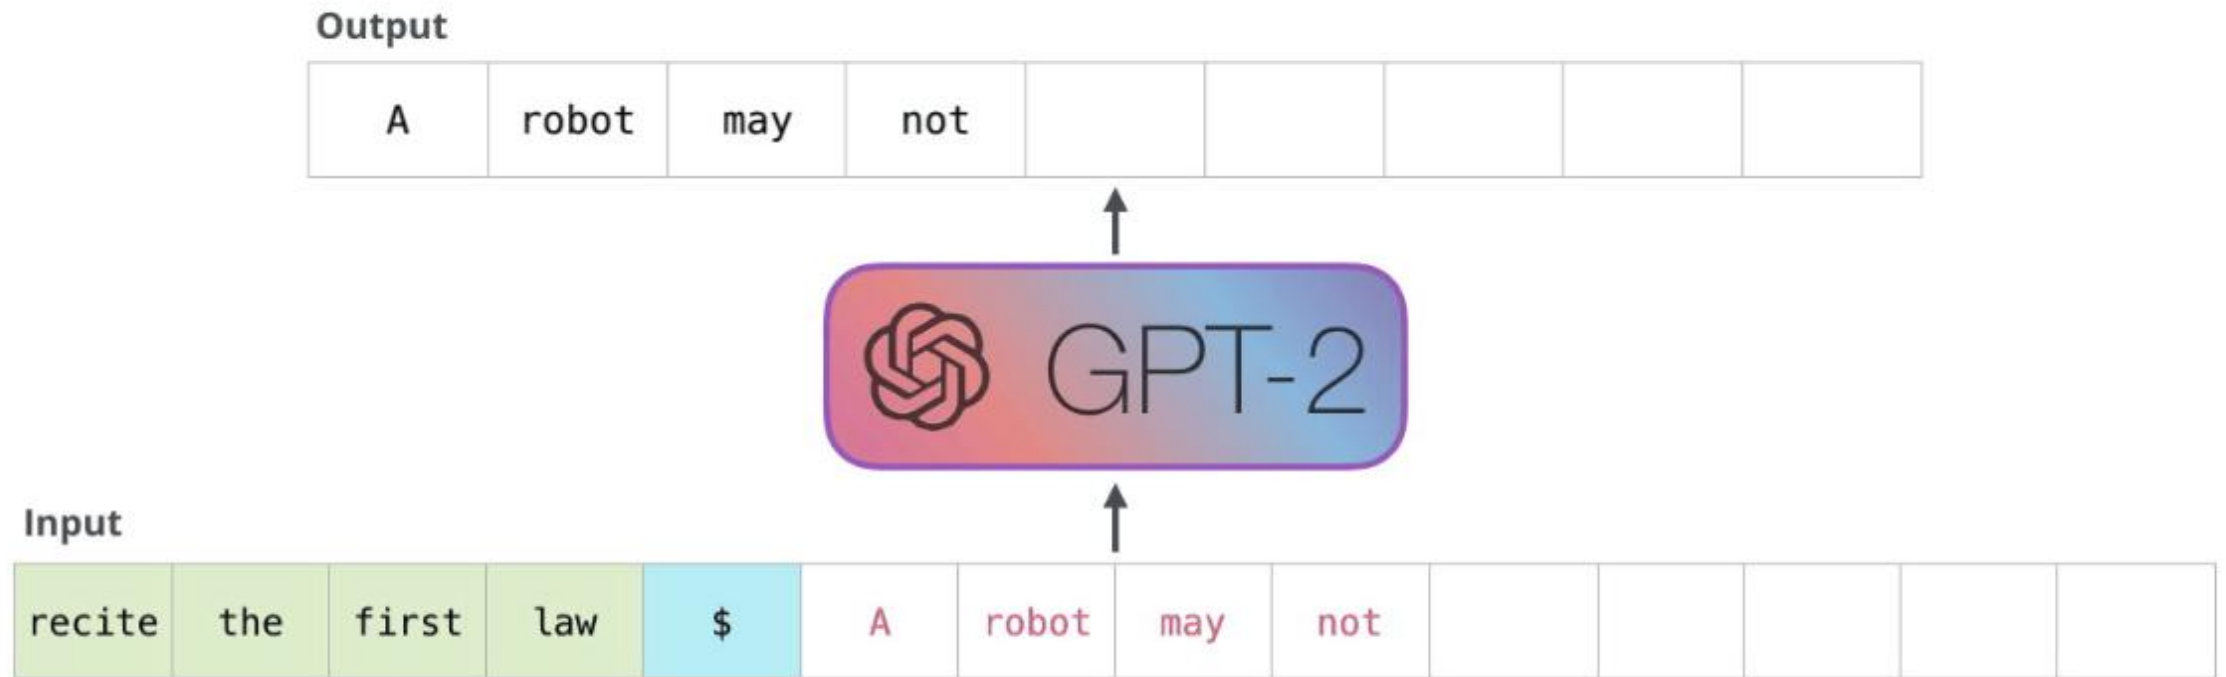 Output
A robot may not
GPT-2
Input
recite the first law $ A robot may not